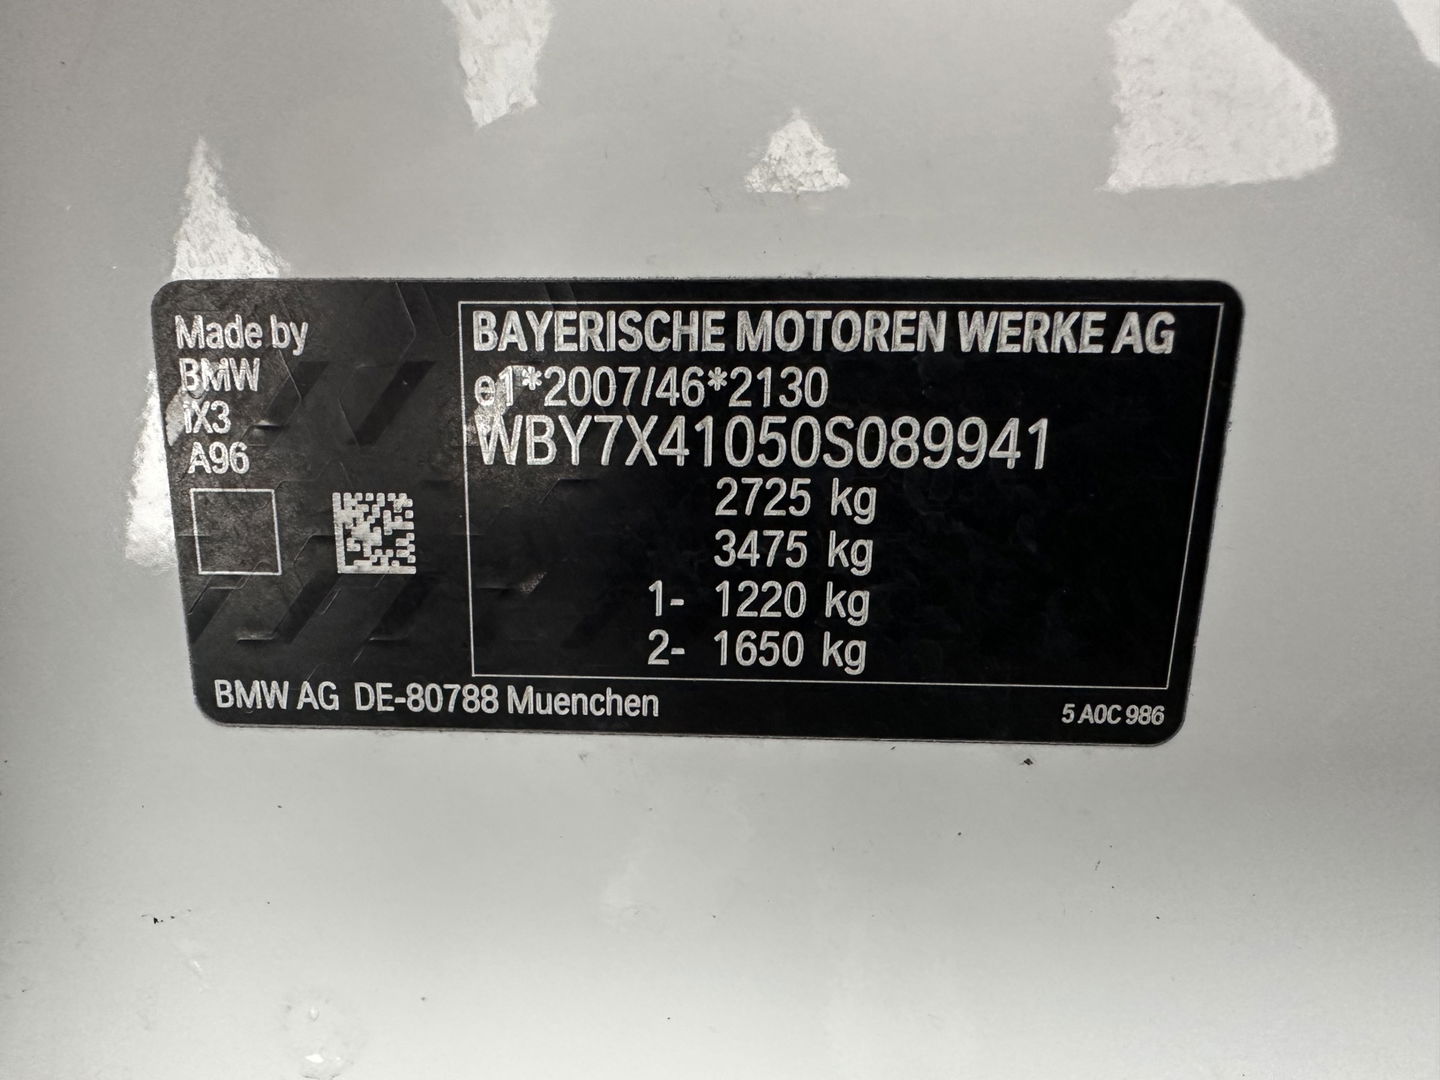 Made by
BMW
iX3
A96
BAYERISCHE MOTOREN WERKE AG
e1*2007/46*2130
WBY7X41050S089941
2725 kg
3475 kg
1- 1220 kg
2- 1650 kg
BMW AG DE-80788 Muenchen
5 A0C 986